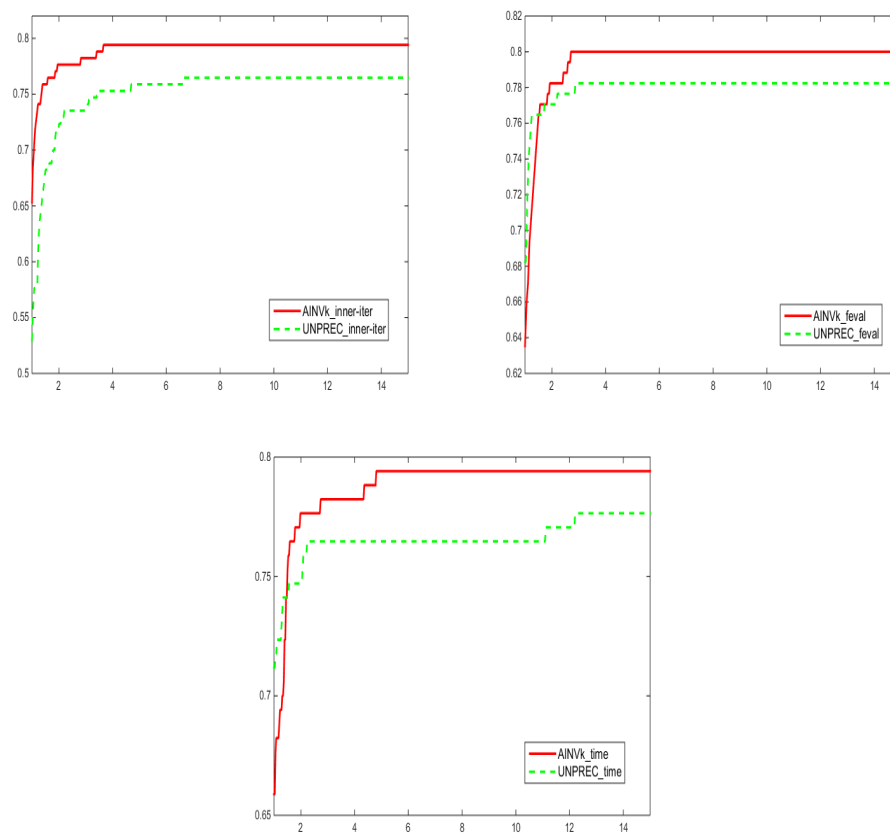 0.8
0.75
0.7
0.65
0.6
0.55
0.5
2 4 6 8 10 12 14
AINVk_inner-iter
UNPREC_inner-iter
0.82
0.8
0.78
0.76
0.74
0.72
0.7
0.68
0.66
0.64
0.62
2 4 6 8 10 12 14
AINVk_feval
UNPREC_feval
0.8
0.75
0.7
0.65
2 4 6 8 10 12 14
AINVk_time
UNPREC_time